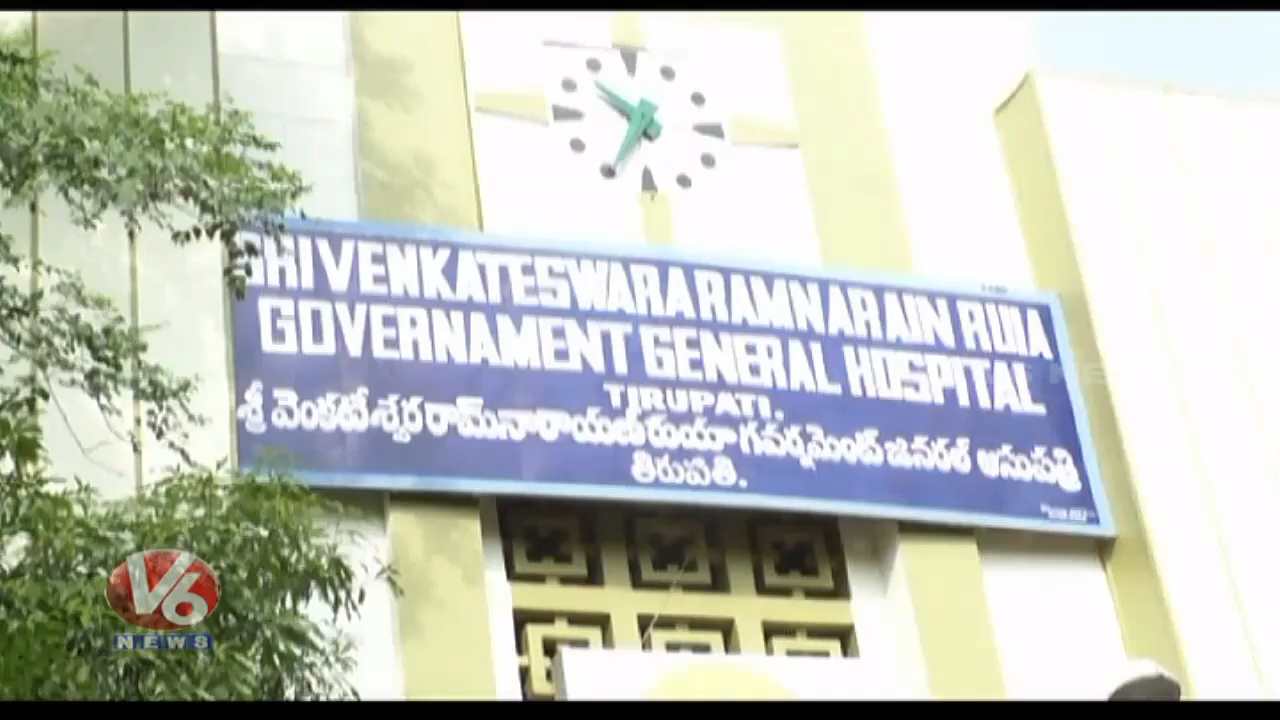 SHI VENKATESWARA RAMNARAIN RUIA
GOVERNAMENT GENERAL HOSPITAL
TIRUPATI.
శ్రీ వెంకటేశ్వర రామ్‌నారాయణ్ రుయా గవర్నమెంట్ జనరల్ ఆసుపత్రి
తిరుపతి.
V6
NEWS